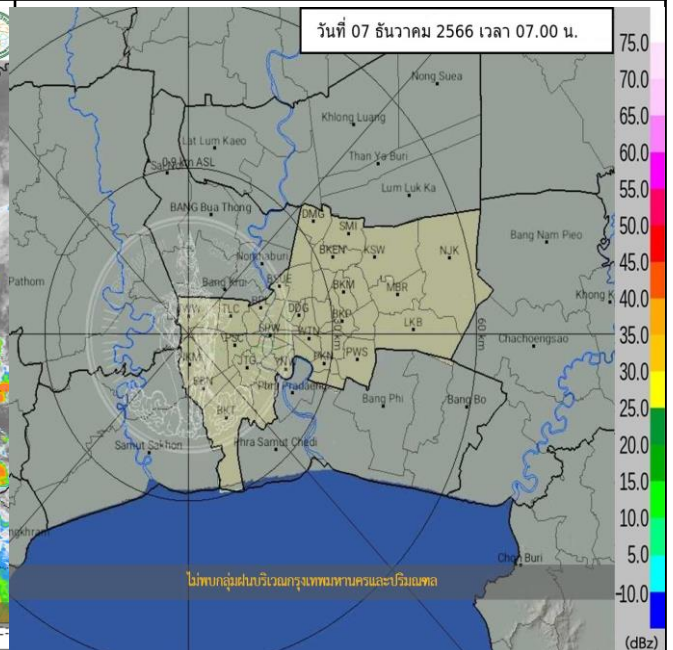 วันที่ 07 ธันวาคม 2566 เวลา 07.00 น.
75.0
70.0
65.0
60.0
55.0
50.0
45.0
40.0
35.0
30.0
25.0
20.0
15.0
10.0
5.0
-10.0
(dBz)
Nong Suea
Khlong Luang
Lat Lum Kaeo
0.9 km ASL
Than Ya Buri
Lum Luk Ka
BANG Bua Thong
DMG
SMI
Bang Nam Pieo
BKEN
KSW
NJK
Nonthaburi
Pathom
Bang Kruai
BKM
MBR
Khong K
TLC
DDG
BKP
LKB
WTN
60 km
Chachoengsao
PWS
BKN
Phra Pradaeng
Bang Phi
Bang Bo
BKT
Samut Sakhon
Phra Samut Chedi
ngkhram
Chon Buri
ไม่พบกลุ่มฝนบริเวณกรุงเทพมหานครและปริมณฑล